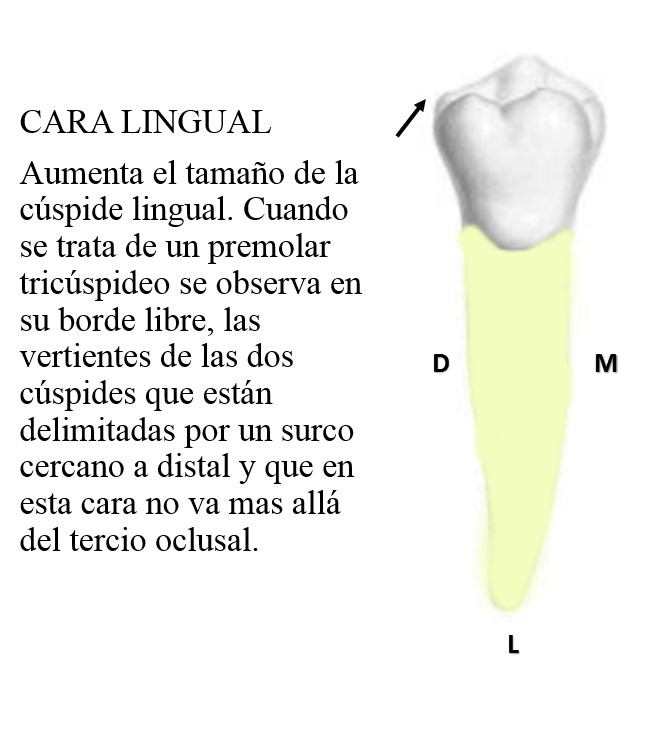 CARA LINGUAL
Aumenta el tamaño de la
cúspide lingual. Cuando
se trata de un premolar
tricúspideo se observa en
su borde libre, las
vertientes de las dos
cúspides que están
delimitadas por un surco
cercano a distal y que en
esta cara no va mas allá
del tercio oclusal.
D
M
L